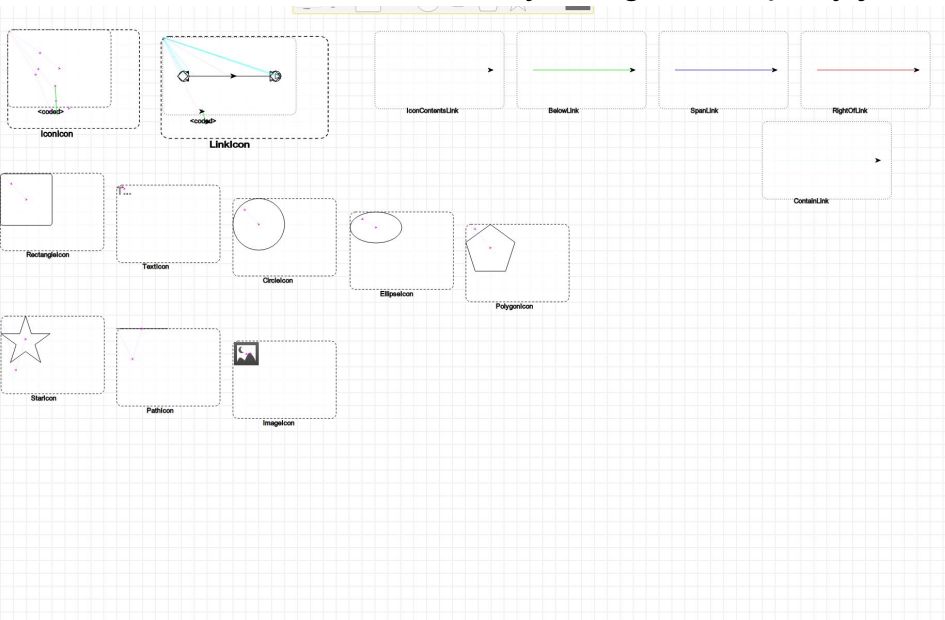 <coded>
IconIcon
<coded>
LinkIcon
IconContentsLink
BelowLink
SpanLink
RightOfLink
ContainLink
RectangleIcon
T...
TextIcon
CircleIcon
EllipseIcon
PolygonIcon
StarIcon
PathIcon
ImageIcon